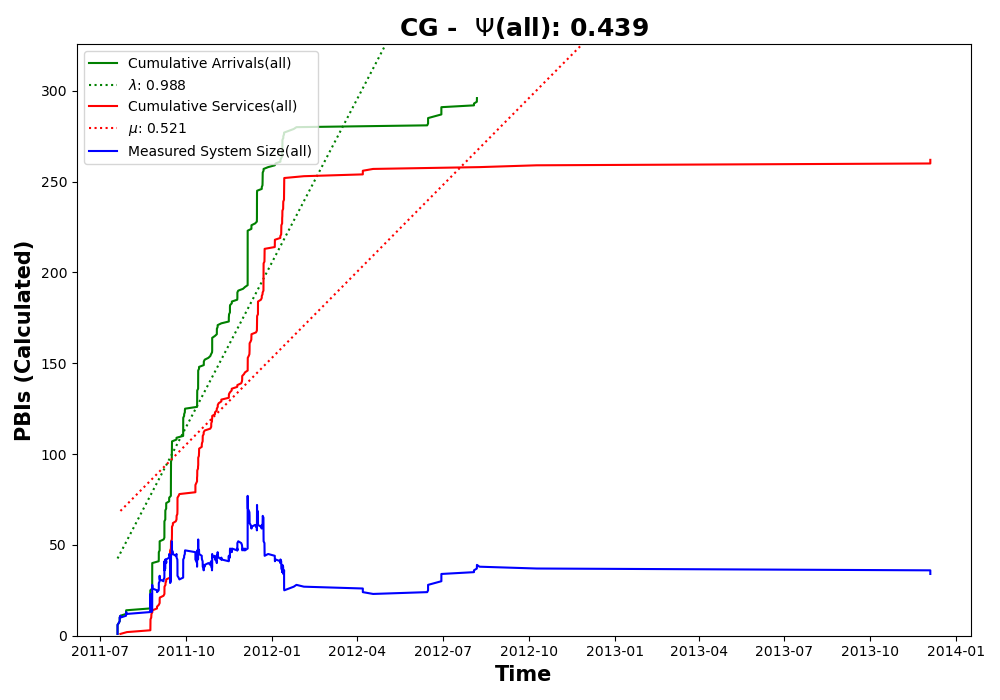 CG - Ψ(all): 0.439
Cumulative Arrivals(all)
λ: 0.988
Cumulative Services(all)
μ: 0.521
Measured System Size(all)
PBIs (Calculated)
300
250
200
150
100
50
0
2011-07 2011-10 2012-01 2012-04 2012-07 2012-10 2013-01 2013-04 2013-07 2013-10 2014-01
Time